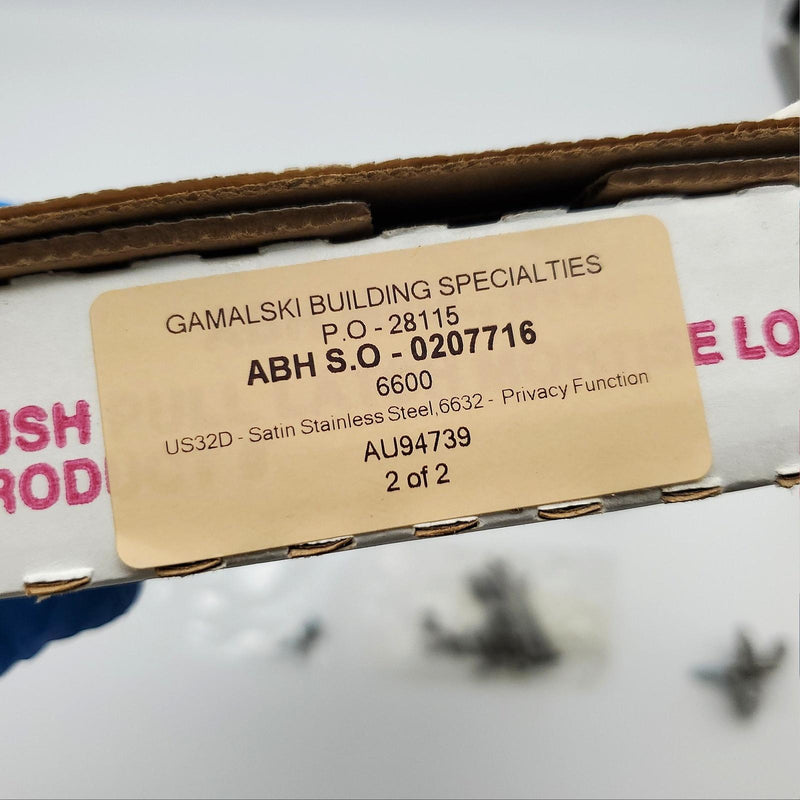 GAMALSKI BUILDING SPECIALTIES
P.O - 28115
ABH S.O - 0207716
6600
US32D - Satin Stainless Steel,6632 - Privacy Function
AU94739
2 of 2